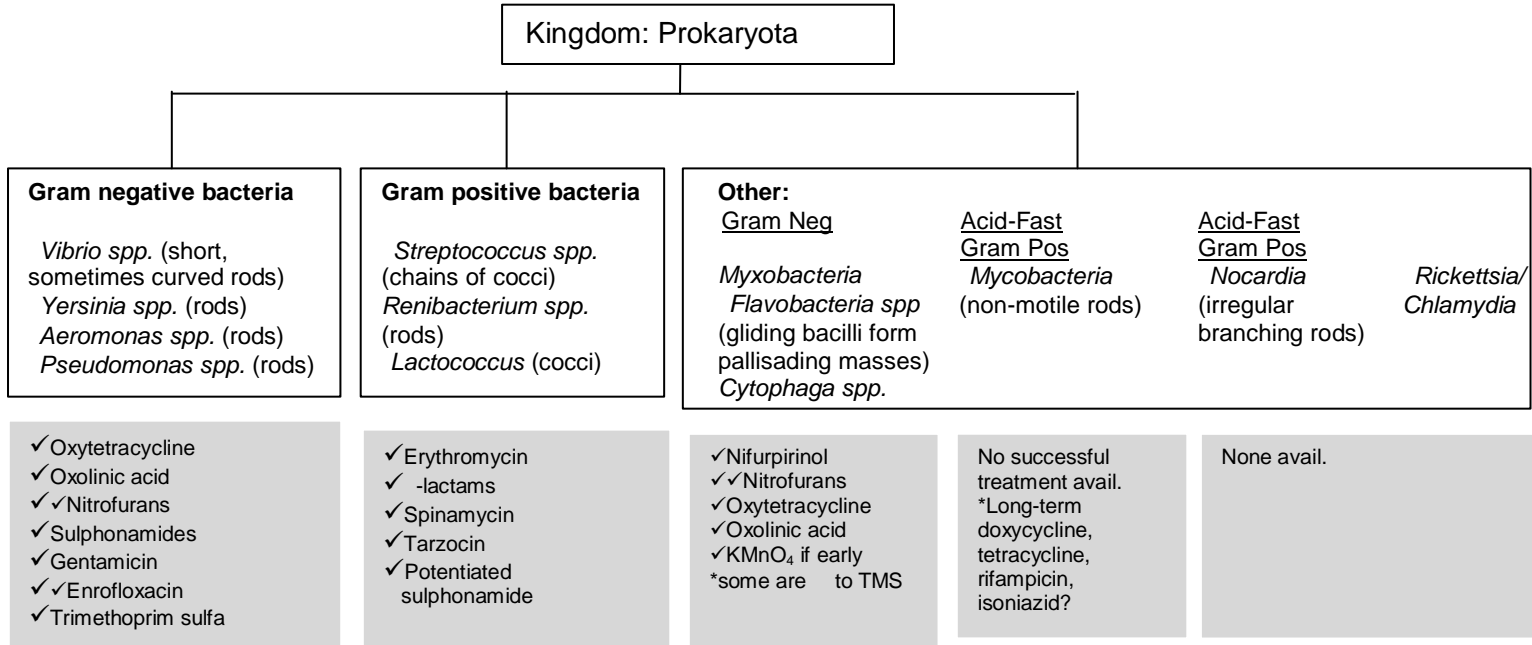 Kingdom: Prokaryota
Gram negative bacteria
Vibrio spp. (short,
sometimes curved rods)
Yersinia spp. (rods)
Aeromonas spp. (rods)
Pseudomonas spp. (rods)
Gram positive bacteria
Streptococcus spp.
(chains of cocci)
Renibacterium spp.
(rods)
Lactococcus (cocci)
Other:
Gram Neg
Myxobacteria
Flavobacteria spp
(gliding bacilli form
pallisading masses)
Cytophaga spp.
Acid-Fast
Gram Pos
Mycobacteria
(non-motile rods)
Acid-Fast
Gram Pos
Nocardia
(irregular
branching rods)
Rickettsia/
Chlamydia
✓Oxytetracycline
✓Oxolinic acid
✓✓Nitrofurans
✓Sulphonamides
✓Gentamicin
✓✓Enrofloxacin
✓Trimethoprim sulfa
✓Erythromycin
✓ -lactams
✓Spinamycin
✓Tarzocin
✓Potentiated
sulphonamide
✓Nifurpirinol
✓✓Nitrofurans
✓Oxytetracycline
✓Oxolinic acid
✓KMnO₄ if early
*some are to TMS
No successful
treatment avail.
*Long-term
doxycycline,
tetracycline,
rifampicin,
isoniazid?
None avail.